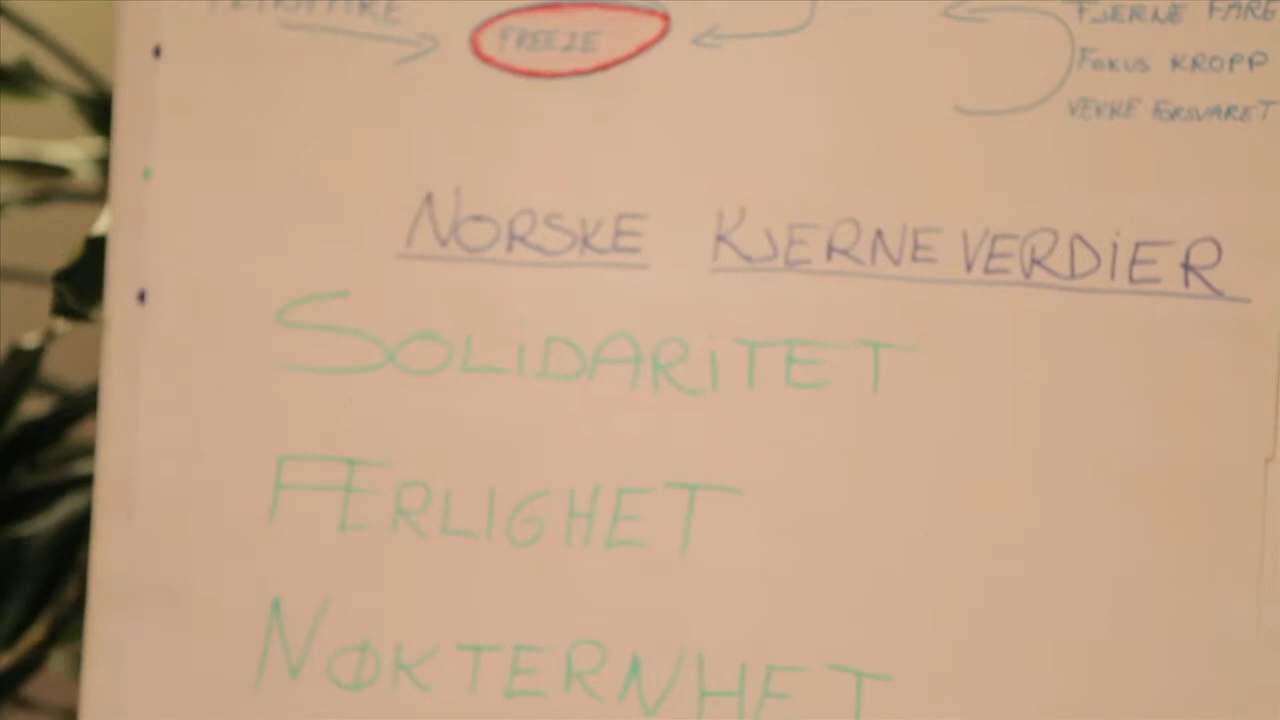 FREEZE
FJERNE FARE
FOKUS KROPP
VEKKE FORSVARET
NORSKE KJERNEVERDIER
SOLIDARITET
ÆRLIGHET
NØKTERNHET